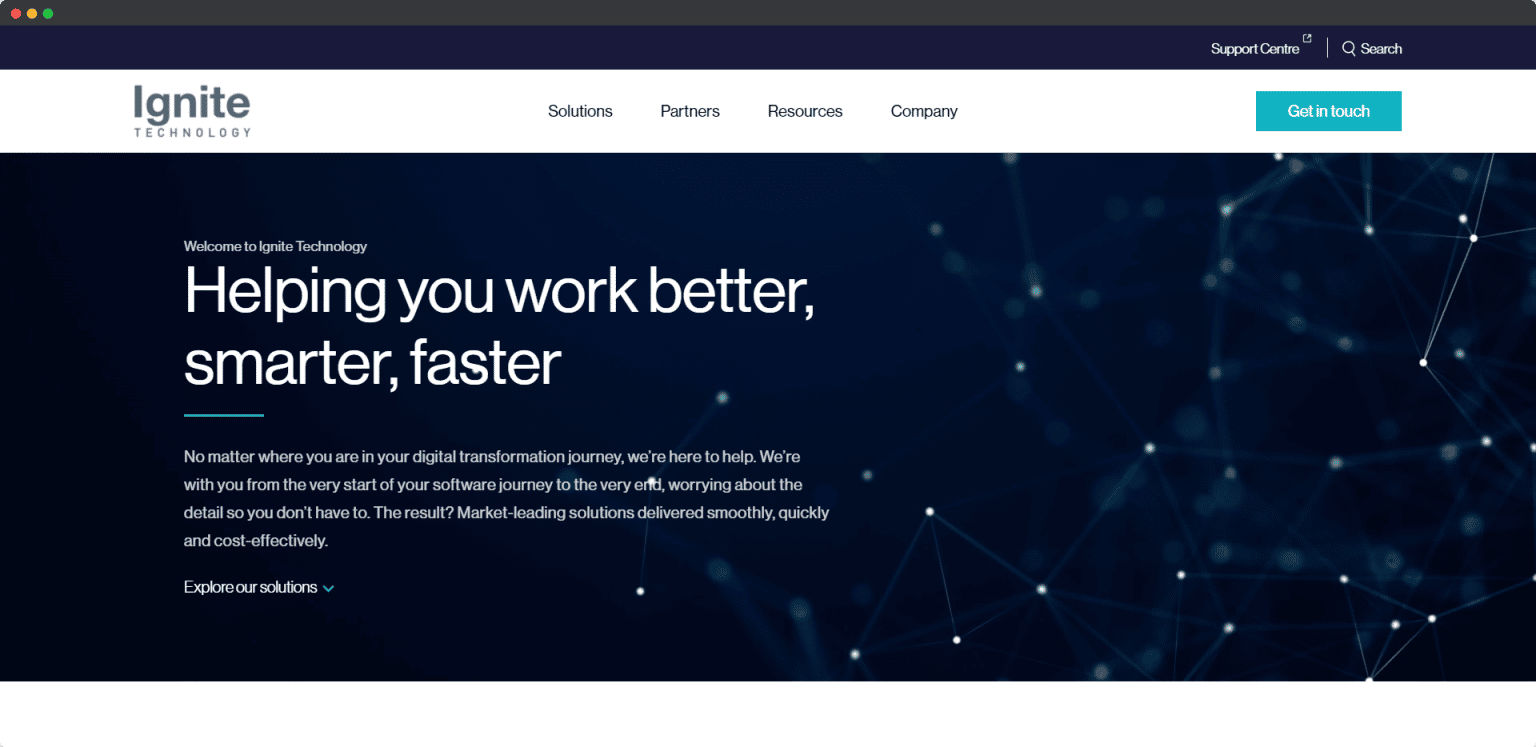 Support Centre
Search
Ignite
TECHNOLOGY
Solutions
Partners
Resources
Company
Get in touch
Welcome to Ignite Technology
Helping you work better,
smarter, faster
No matter where you are in your digital transformation journey, we're here to help. We're
with you from the very start of your software journey to the very end, worrying about the
detail so you don't have to. The result? Market-leading solutions delivered smoothly, quickly
and cost-effectively.
Explore our solutions